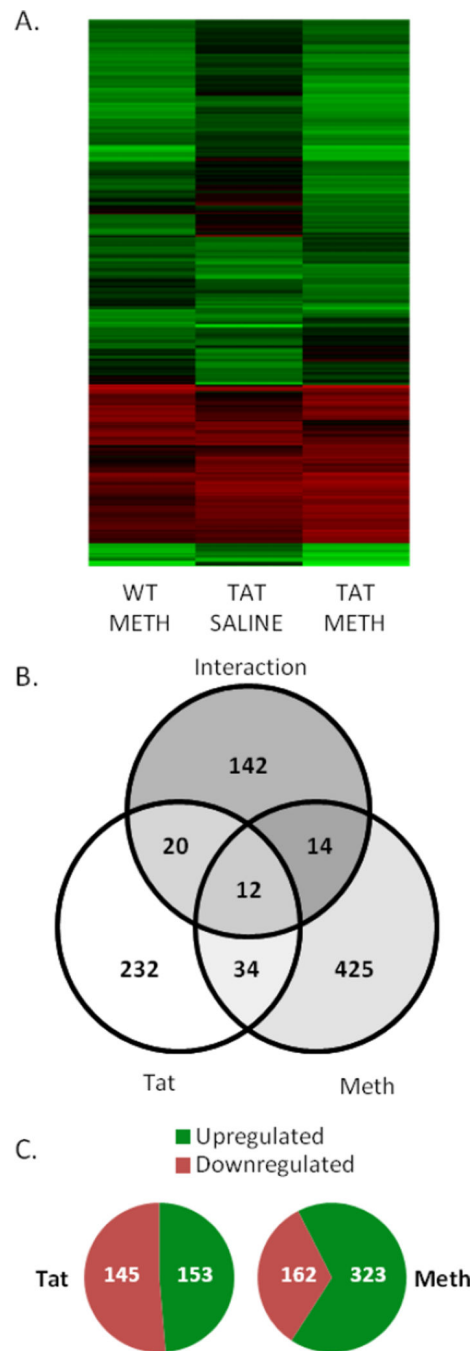 A.
WT TAT TAT
METH SALINE METH
B.
Interaction
142
20 14
12
232 34 425
Tat Meth
C.
Upregulated
Downregulated
Tat 145 153 162 323 Meth